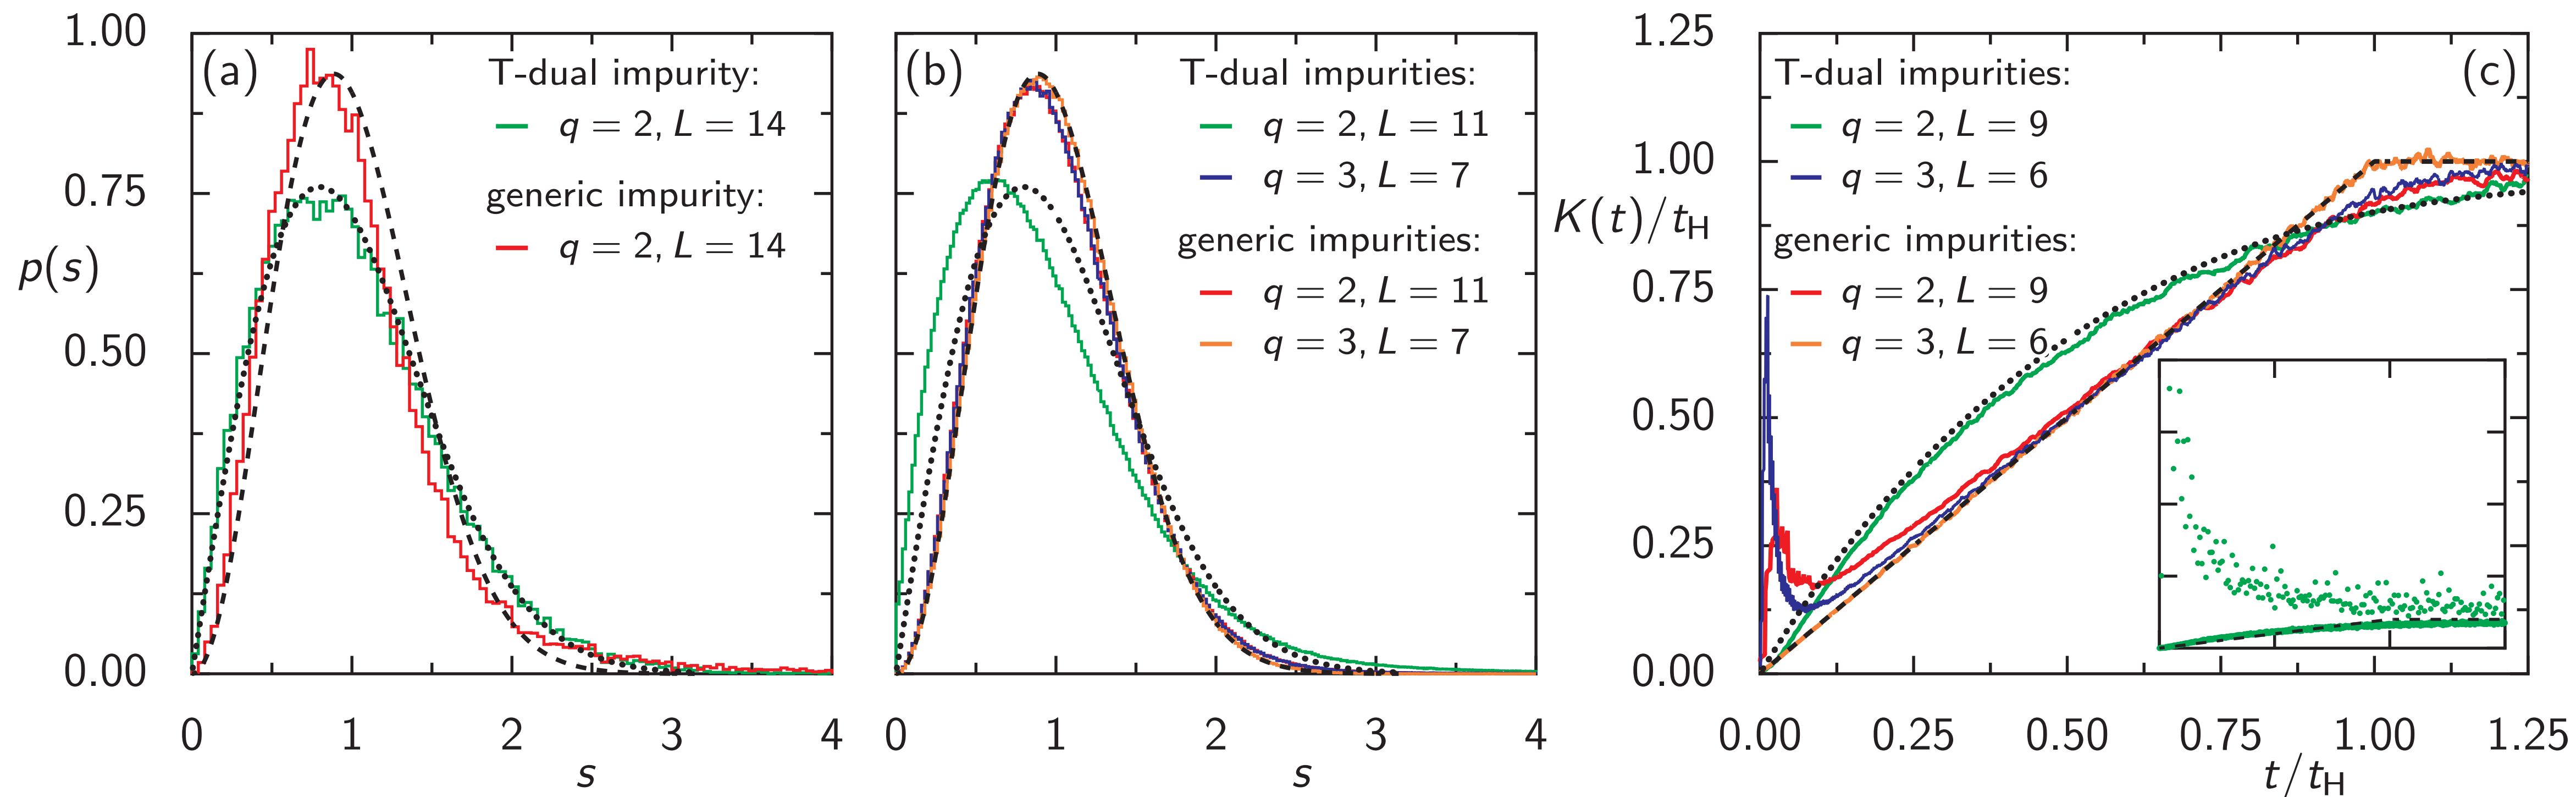 (a)
T-dual impurity:
q = 2, L = 14
generic impurity:
q = 2, L = 14
p(s)
1.00
0.75
0.50
0.25
0.00
0 1 2 3 4
s
(b)
T-dual impurities:
q = 2, L = 11
q = 3, L = 7
generic impurities:
q = 2, L = 11
q = 3, L = 7
0 1 2 3 4
s
(c)
T-dual impurities:
q = 2, L = 9
q = 3, L = 6
generic impurities:
q = 2, L = 9
q = 3, L = 6
K(t)/t_H
1.25
1.00
0.75
0.50
0.25
0.00
0.00 0.25 0.50 0.75 1.00 1.25
t/t_H